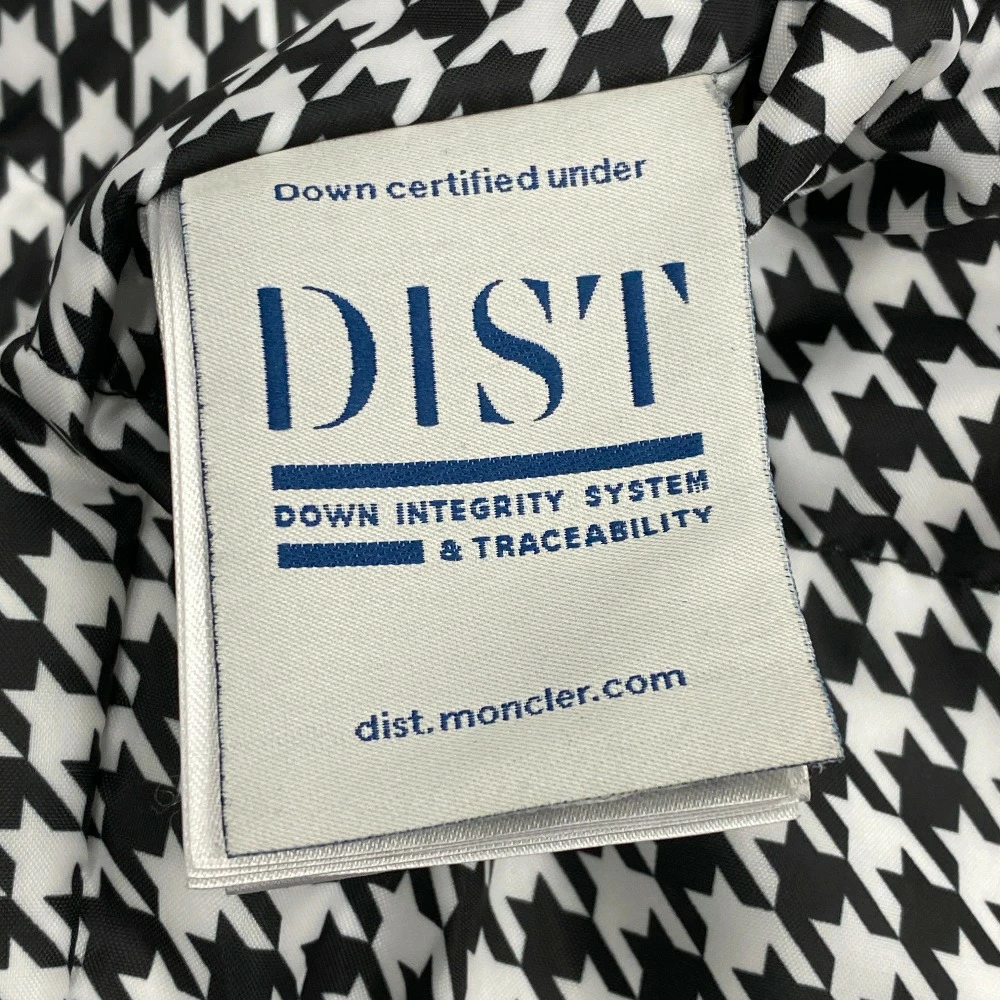 Down certified under
DIST
DOWN INTEGRITY SYSTEM
& TRACEABILITY
dist.moncler.com